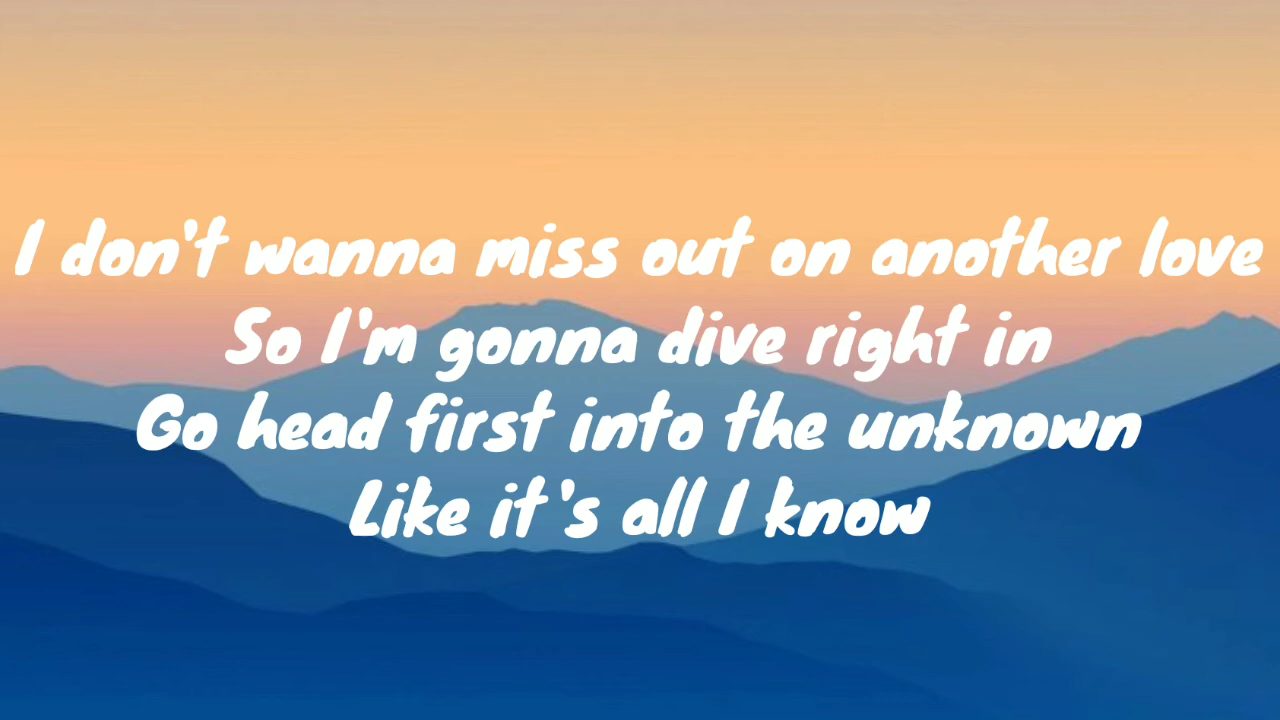 I don't wanna miss out on another love
So I'm gonna dive right in
Go head first into the unknown
Like it's all I know